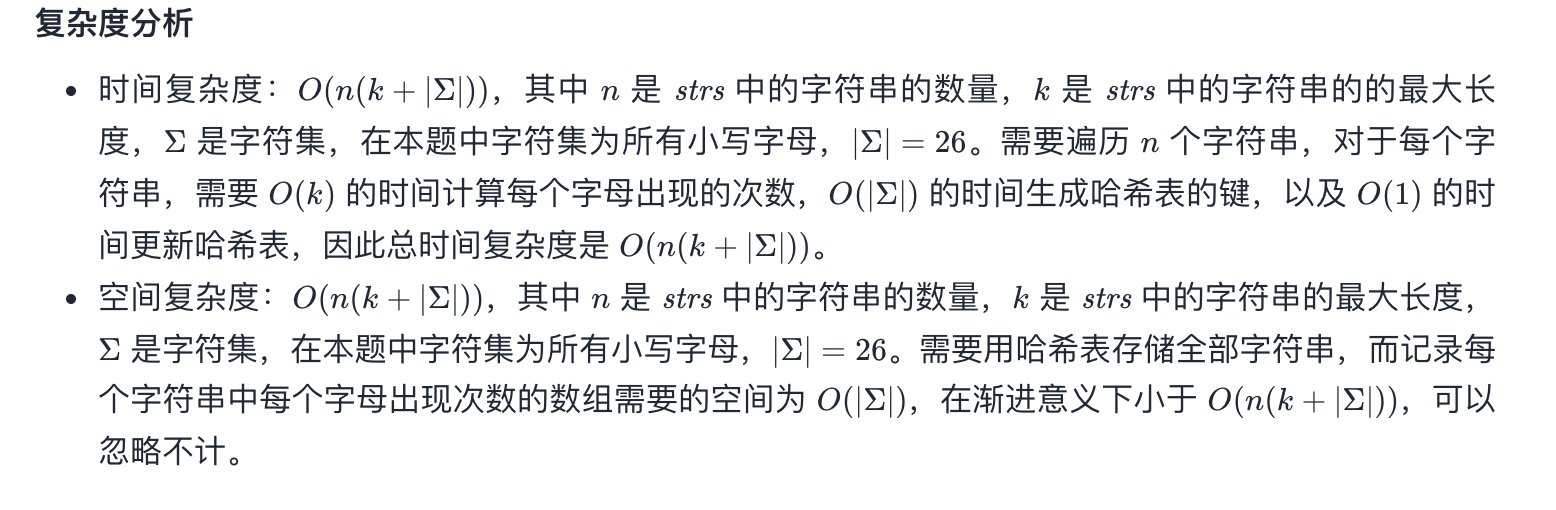 复杂度分析
• 时间复杂度：O(n(k + |Σ|))，其中 n 是 strs 中的字符串的数量，k 是 strs 中的字符串的的最大长
度，Σ 是字符集，在本题中字符集为所有小写字母，|Σ| = 26。需要遍历 n 个字符串，对于每个字
符串，需要 O(k) 的时间计算每个字母出现的次数，O(|Σ|) 的时间生成哈希表的键，以及 O(1) 的时
间更新哈希表，因此总时间复杂度是 O(n(k + |Σ|))。
• 空间复杂度：O(n(k + |Σ|))，其中 n 是 strs 中的字符串的数量，k 是 strs 中的字符串的最大长度，
Σ 是字符集，在本题中字符集为所有小写字母，|Σ| = 26。需要用哈希表存储全部字符串，而记录每
个字符串中每个字母出现次数的数组需要的空间为 O(|Σ|)，在渐进意义下小于 O(n(k + |Σ|))，可以
忽略不计。